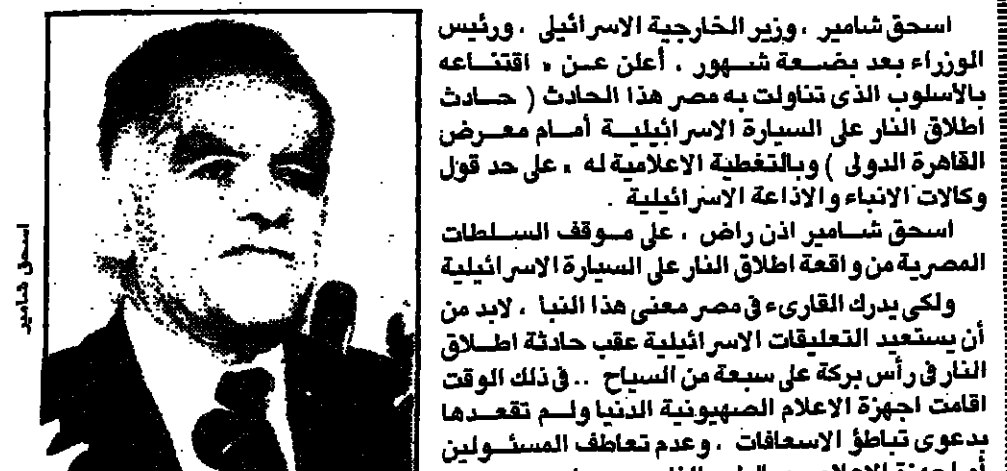 اسحق شامير ، وزير الخارجية الاسرائيلى ، ورئيس
الوزراء بعد بضعة شهور ، أعلن عن « اقتناعه
بالاسلوب الذى تناولت به مصر هذا الحادث ( حادث
اطلاق النار على السيارة الاسرائيلية أمام معرض
القاهرة الدولى ) وبالتغطية الاعلامية له » على حد قول
وكالات الانباء والاذاعة الاسرائيلية .
اسحق شامير اذن راض ، على موقف السلطات
المصرية من واقعة اطلاق النار على السيارة الاسرائيلية
ولكى يدرك القارىء فى مصر معنى هذا النبأ ، لابد من
أن يستعيد التعليقات الاسرائيلية عقب حادثة اطلاق
النار فى رأس بركة على سبعة من السياح .. فى ذلك الوقت
اقامت اجهزة الاعلام الصهيونية الدنيا ولم تقعدها
بدعوى تباطؤ الاسعافات ، وعدم تعاطف المسئولين
اسحق شامير